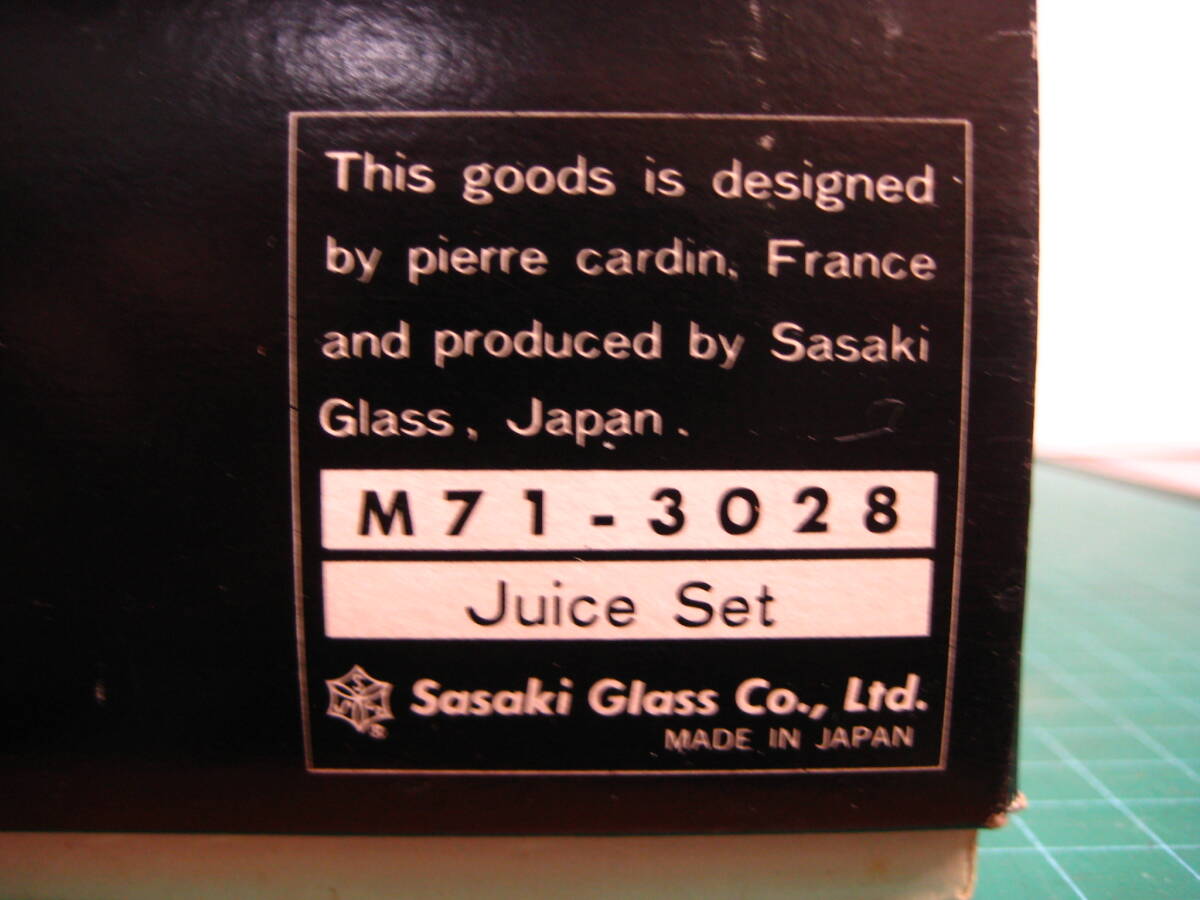 This goods is designed
by pierre cardin, France
and produced by Sasaki
Glass, Japan.
M71-3028
Juice Set
Sasaki Glass Co., Ltd.
®
MADE IN JAPAN